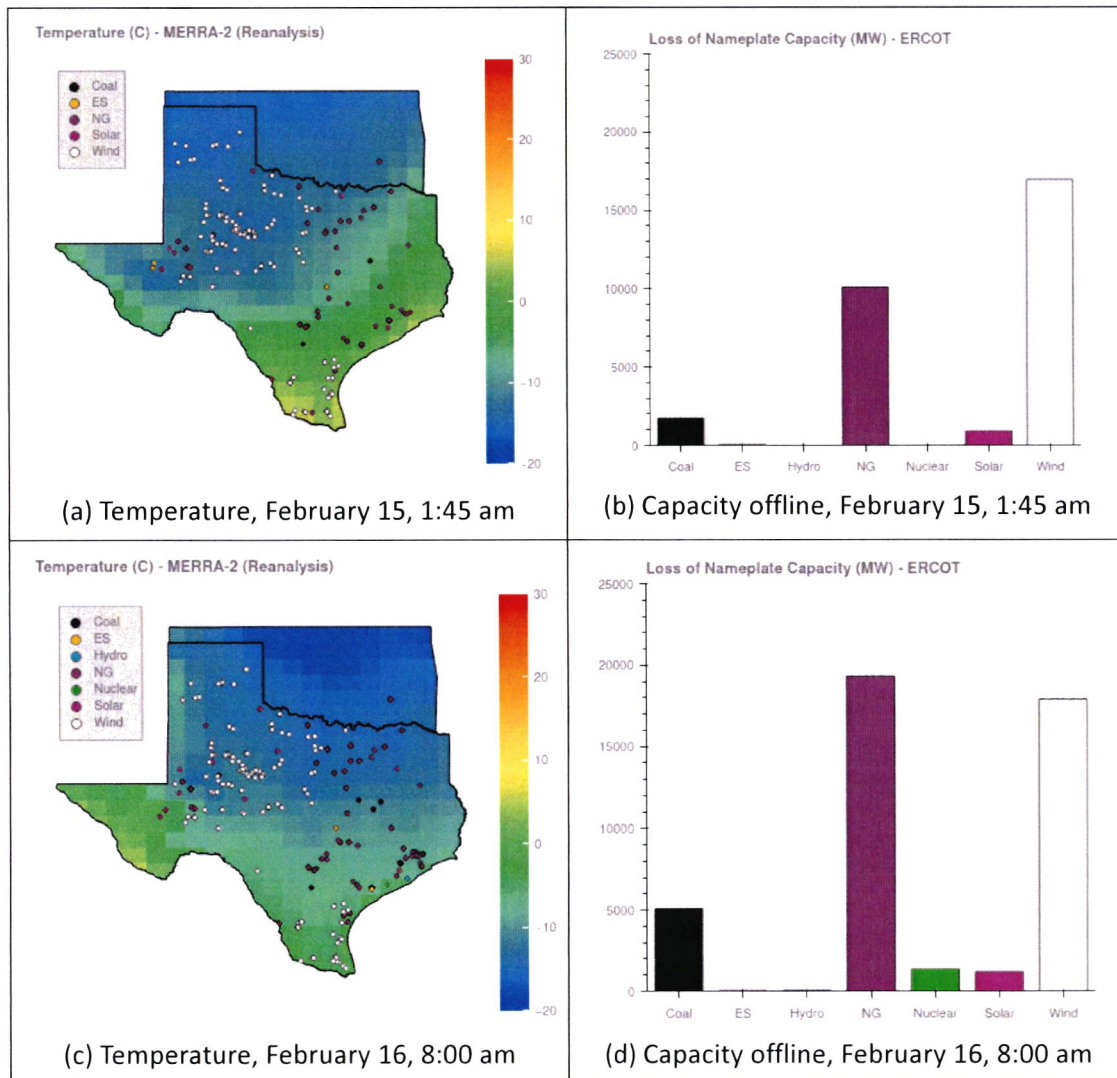 Temperature (C) - MERRA-2 (Reanalysis)
Coal
ES
NG
Solar
Wind
30
20
10
0
-10
-20
(a) Temperature, February 15, 1:45 am
Loss of Nameplate Capacity (MW) - ERCOT
25000
20000
15000
10000
5000
0
Coal ES Hydro NG Nuclear Solar Wind
(b) Capacity offline, February 15, 1:45 am
Temperature (C) - MERRA-2 (Reanalysis)
Coal
ES
Hydro
NG
Nuclear
Solar
Wind
30
20
10
0
-10
-20
(c) Temperature, February 16, 8:00 am
Loss of Nameplate Capacity (MW) - ERCOT
25000
20000
15000
10000
5000
0
Coal ES Hydro NG Nuclear Solar Wind
(d) Capacity offline, February 16, 8:00 am